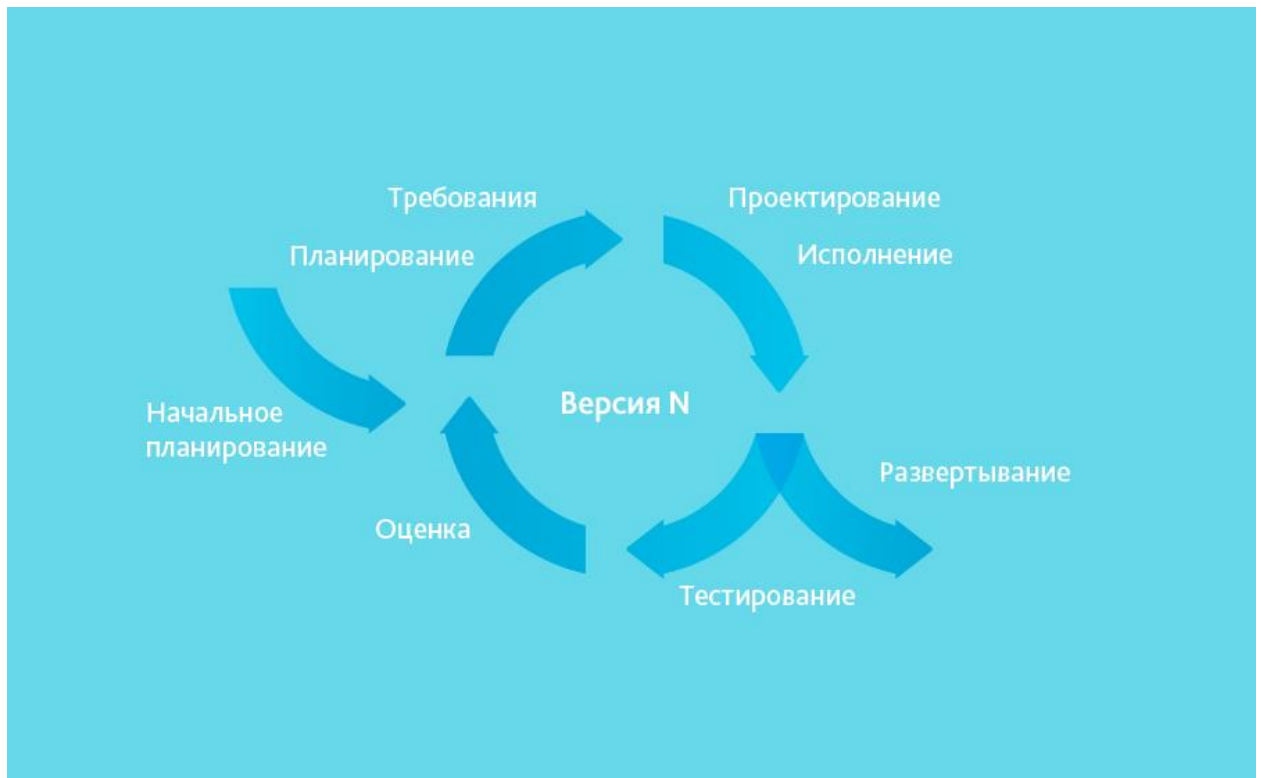 Требования
Проектирование
Планирование
Исполнение
Версия N
Начальное
планирование
Развертывание
Оценка
Тестирование